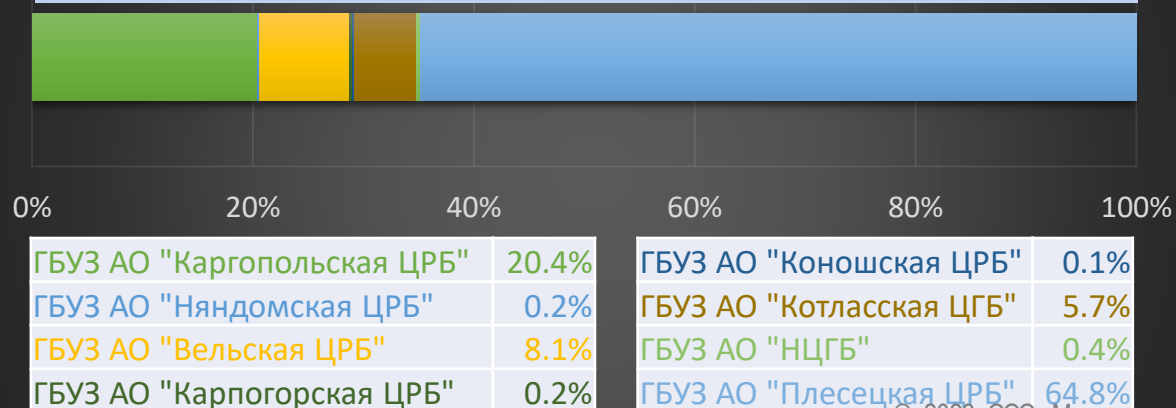 0% 20% 40% 60% 80% 100%
ГБУЗ АО "Каргопольская ЦРБ" 20.4%
ГБУЗ АО "Няндомская ЦРБ" 0.2%
ГБУЗ АО "Вельская ЦРБ" 8.1%
ГБУЗ АО "Карпогорская ЦРБ" 0.2%
ГБУЗ АО "Коношская ЦРБ" 0.1%
ГБУЗ АО "Котласская ЦГБ" 5.7%
ГБУЗ АО "НЦГБ" 0.4%
ГБУЗ АО "Плесецкая ЦРБ" 64.8%